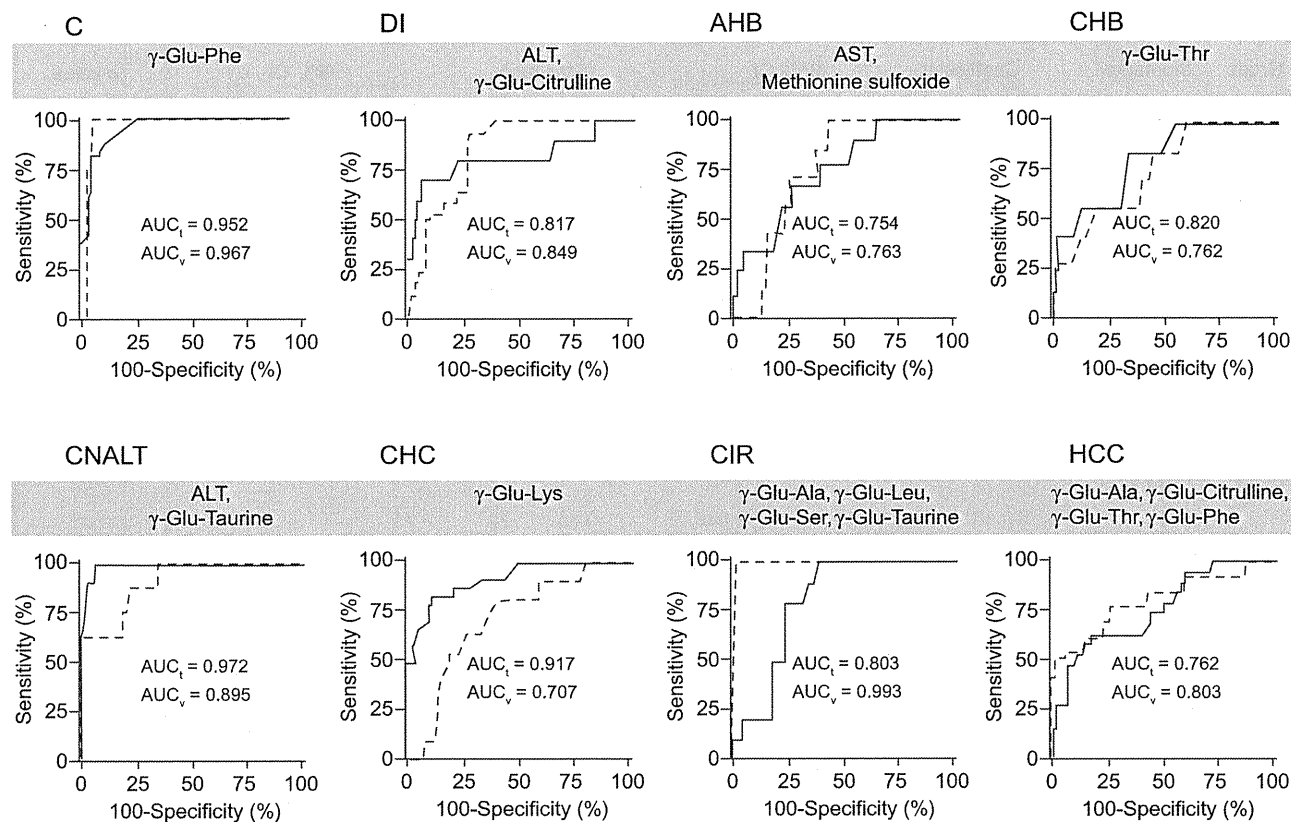 C
γ-Glu-Phe
100
75
50
25
0
Sensitivity (%)
AUCt = 0.952
AUCv = 0.967
0 25 50 75 100
100-Specificity (%)
DI
ALT,
γ-Glu-Citrulline
100
75
50
25
0
Sensitivity (%)
AUCt = 0.817
AUCv = 0.849
0 25 50 75 100
100-Specificity (%)
AHB
AST,
Methionine sulfoxide
100
75
50
25
0
Sensitivity (%)
AUCt = 0.754
AUCv = 0.763
0 25 50 75 100
100-Specificity (%)
CHB
γ-Glu-Thr
100
75
50
25
0
Sensitivity (%)
AUCt = 0.820
AUCv = 0.762
0 25 50 75 100
100-Specificity (%)
CNALT
ALT,
γ-Glu-Taurine
100
75
50
25
0
Sensitivity (%)
AUCt = 0.972
AUCv = 0.895
0 25 50 75 100
100-Specificity (%)
CHC
γ-Glu-Lys
100
75
50
25
0
Sensitivity (%)
AUCt = 0.917
AUCv = 0.707
0 25 50 75 100
100-Specificity (%)
CIR
γ-Glu-Ala, γ-Glu-Leu,
γ-Glu-Ser, γ-Glu-Taurine
100
75
50
25
0
Sensitivity (%)
AUCt = 0.803
AUCv = 0.993
0 25 50 75 100
100-Specificity (%)
HCC
γ-Glu-Ala, γ-Glu-Citrulline,
γ-Glu-Thr, γ-Glu-Phe
100
75
50
25
0
Sensitivity (%)
AUCt = 0.762
AUCv = 0.803
0 25 50 75 100
100-Specificity (%)